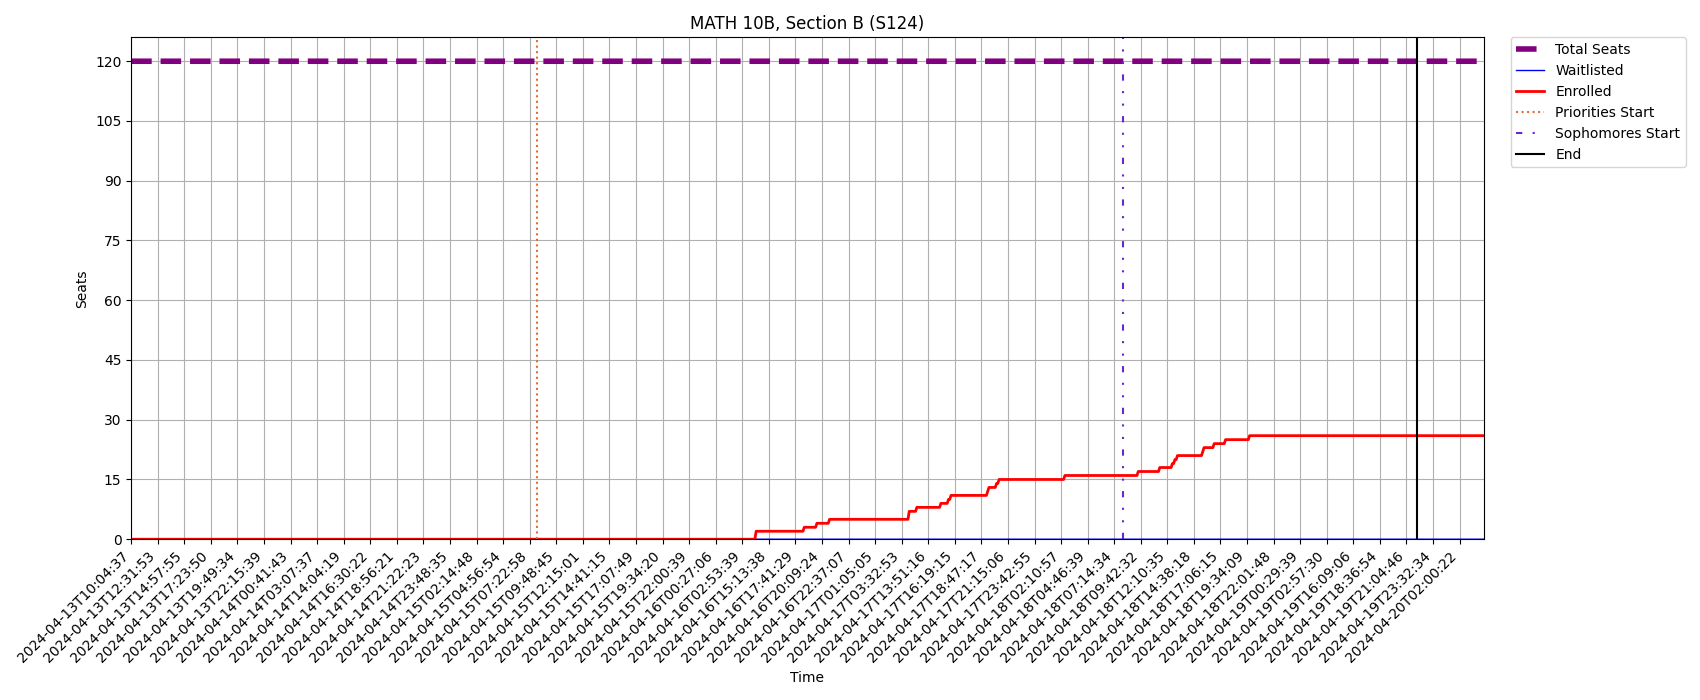 MATH 10B, Section B (S124)
120
105
90
75
60
45
30
15
0
Seats
2024-04-13T10:04:37
2024-04-13T12:31:53
2024-04-13T14:57:55
2024-04-13T17:23:50
2024-04-13T19:49:34
2024-04-13T22:15:39
2024-04-14T00:41:43
2024-04-14T03:07:37
2024-04-14T14:04:19
2024-04-14T16:30:22
2024-04-14T18:56:21
2024-04-14T21:22:23
2024-04-14T23:48:35
2024-04-15T02:14:48
2024-04-15T04:56:54
2024-04-15T07:22:58
2024-04-15T09:48:45
2024-04-15T12:15:01
2024-04-15T14:41:15
2024-04-15T17:07:49
2024-04-15T19:34:20
2024-04-15T22:00:39
2024-04-16T00:27:06
2024-04-16T02:53:39
2024-04-16T15:13:38
2024-04-16T17:41:29
2024-04-16T20:09:24
2024-04-16T22:37:07
2024-04-17T01:05:05
2024-04-17T03:32:53
2024-04-17T13:51:16
2024-04-17T16:19:15
2024-04-17T18:47:17
2024-04-17T21:15:06
2024-04-17T23:42:55
2024-04-18T02:10:57
2024-04-18T04:46:39
2024-04-18T07:14:34
2024-04-18T09:42:32
2024-04-18T12:10:35
2024-04-18T14:38:18
2024-04-18T17:06:15
2024-04-18T19:34:09
2024-04-18T22:01:48
2024-04-19T00:29:39
2024-04-19T02:57:30
2024-04-19T16:09:06
2024-04-19T18:36:54
2024-04-19T21:04:46
2024-04-19T23:32:34
2024-04-20T02:00:22
Time
Total Seats
Waitlisted
Enrolled
Priorities Start
Sophomores Start
End